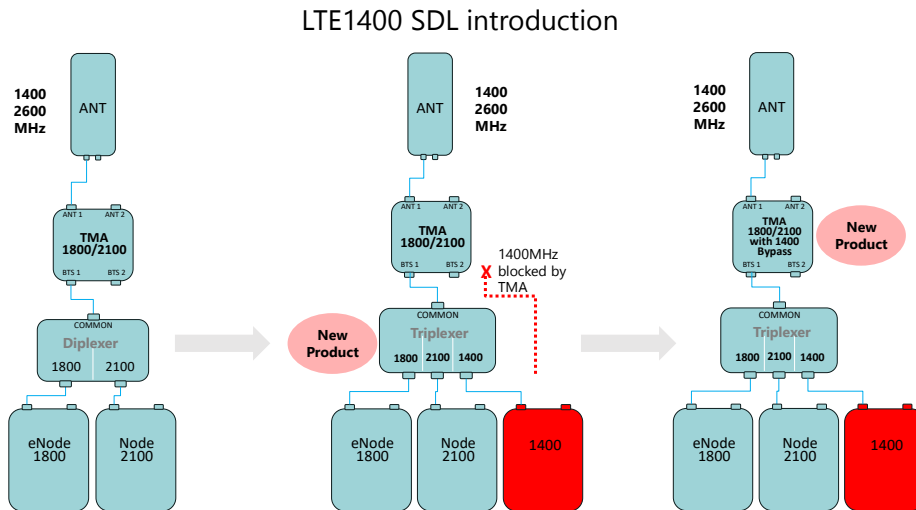 LTE1400 SDL introduction
1400
2600
MHz
ANT
ANT 1
ANT 2
TMA
1800/2100
BTS 1
BTS 2
COMMON
Diplexer
1800
2100
eNode
1800
Node
2100
ANT
1400
2600
MHz
ANT 1
ANT 2
TMA
1800/2100
BTS 1
BTS 2
X
1400MHz
blocked by
TMA
New
Product
COMMON
Triplexer
1800
2100
1400
eNode
1800
Node
2100
1400
1400
2600
MHz
ANT
ANT 1
ANT 2
TMA
1800/2100
with 1400
Bypass
BTS 1
BTS 2
New
Product
COMMON
Triplexer
1800
2100
1400
eNode
1800
Node
2100
1400